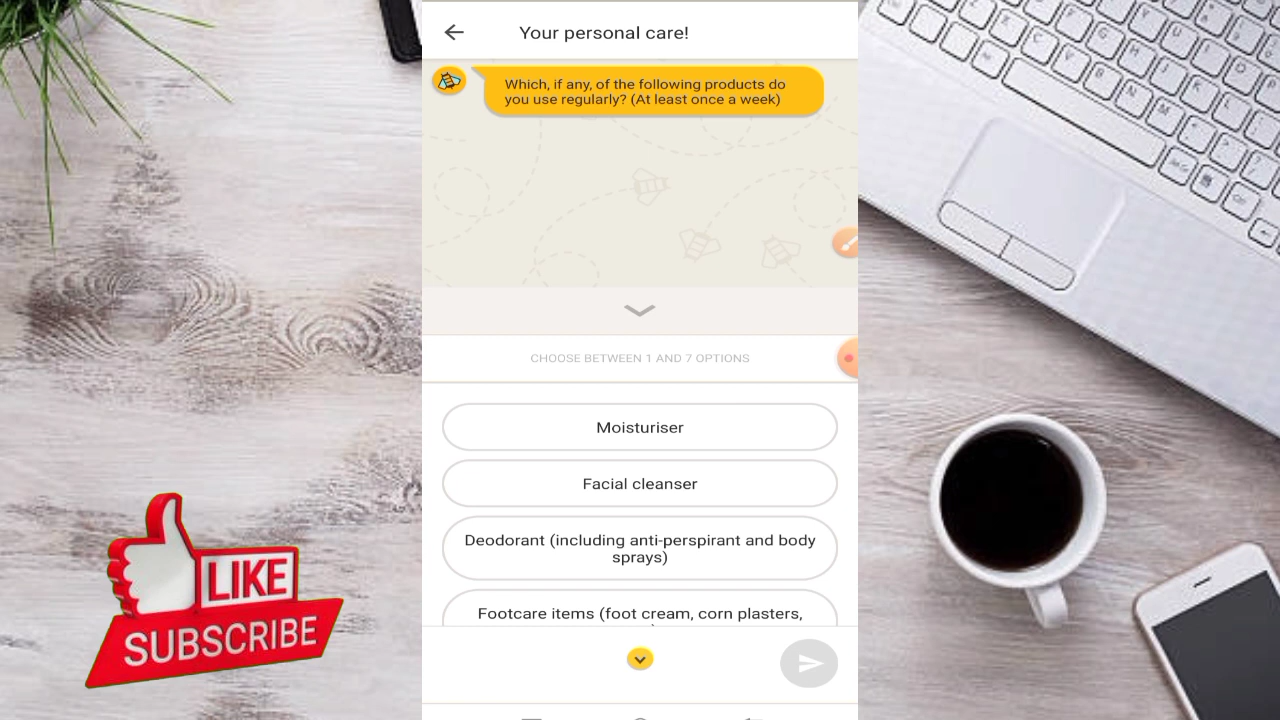 Your personal care!
Which, if any, of the following products do
you use regularly? (At least once a week)
CHOOSE BETWEEN 1 AND 7 OPTIONS
Moisturiser
Facial cleanser
Deodorant (including anti-perspirant and body
sprays)
Footcare items (foot cream, corn plasters,
LIKE
SUBSCRIBE